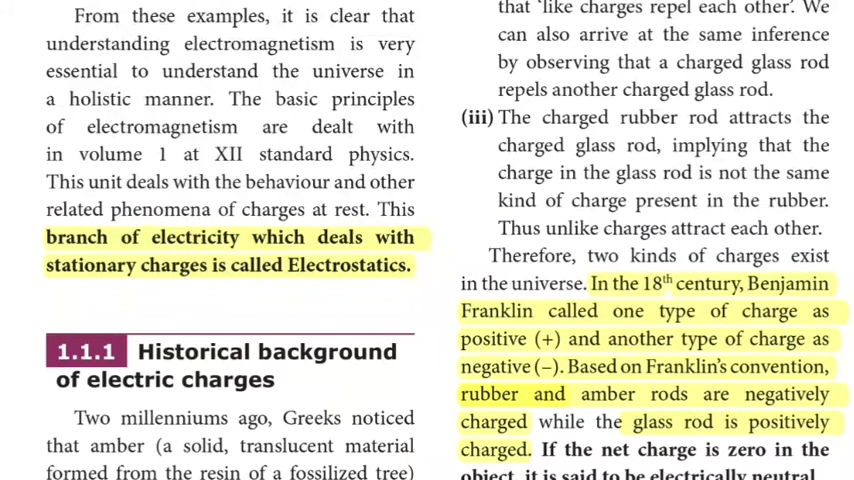 From these examples, it is clear that
understanding electromagnetism is very
essential to understand the universe in
a holistic manner. The basic principles
of electromagnetism are dealt with
in volume 1 at XII standard physics.
This unit deals with the behaviour and other
related phenomena of charges at rest. This
branch of electricity which deals with
stationary charges is called Electrostatics.
1.1.1 Historical background
of electric charges
Two millenniums ago, Greeks noticed
that amber (a solid, translucent material
formed from the resin of a fossilized tree)
that ‘like charges repel each other’. We
can also arrive at the same inference
by observing that a charged glass rod
repels another charged glass rod.
(iii) The charged rubber rod attracts the
charged glass rod, implying that the
charge in the glass rod is not the same
kind of charge present in the rubber.
Thus unlike charges attract each other.
Therefore, two kinds of charges exist
in the universe. In the 18th century, Benjamin
Franklin called one type of charge as
positive (+) and another type of charge as
negative (–). Based on Franklin’s convention,
rubber and amber rods are negatively
charged while the glass rod is positively
charged. If the net charge is zero in the
object, it is said to be electrically neutral.